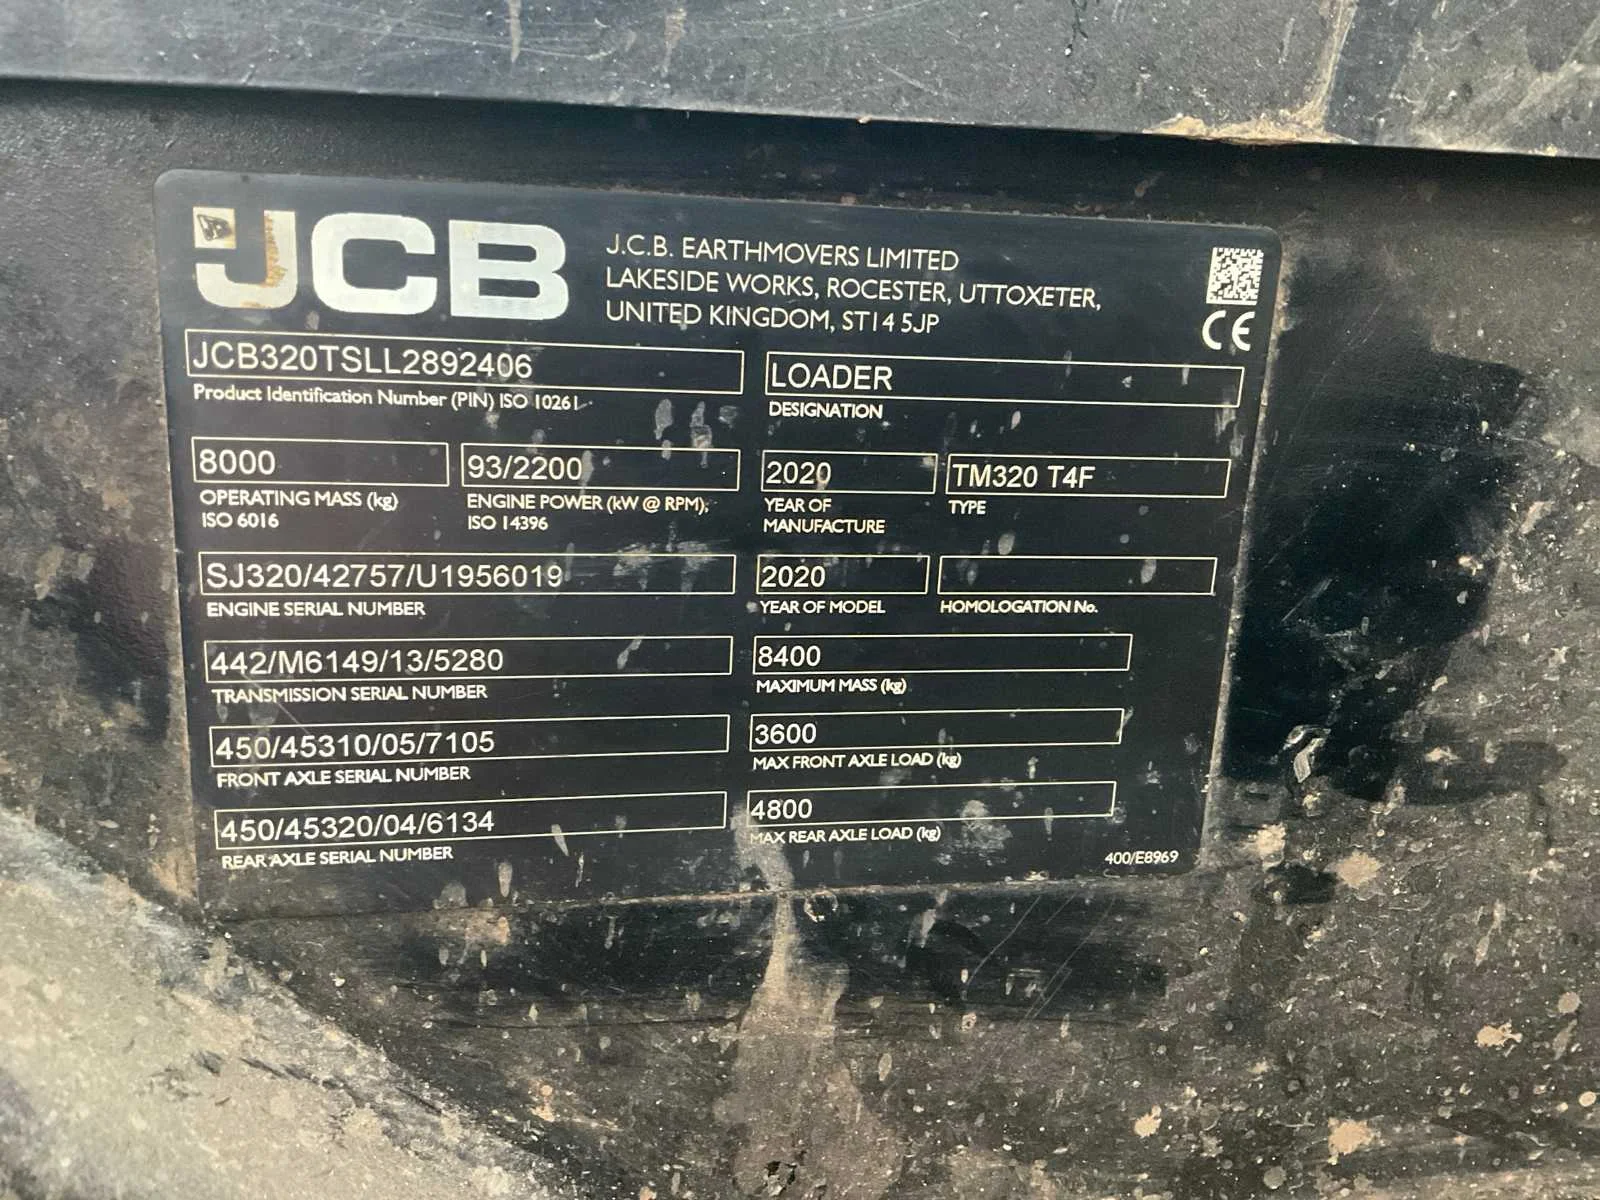 JCB
J.C.B. EARTHMOVERS LIMITED
LAKESIDE WORKS, ROCESTER, UTTOXETER,
UNITED KINGDOM, ST14 5JP
CE
JCB320TSLL2892406
Product Identification Number (PIN) ISO 10261
LOADER
DESIGNATION
8000
OPERATING MASS (kg)
ISO 6016
93/2200
ENGINE POWER (kW @ RPM),
ISO 14396
2020
YEAR OF
MANUFACTURE
TM320 T4F
TYPE
SJ320/42757/U1956019
ENGINE SERIAL NUMBER
2020
YEAR OF MODEL
HOMOLOGATION No.
442/M6149/13/5280
TRANSMISSION SERIAL NUMBER
8400
MAXIMUM MASS (kg)
450/45310/05/7105
FRONT AXLE SERIAL NUMBER
3600
MAX FRONT AXLE LOAD (kg)
450/45320/04/6134
REAR AXLE SERIAL NUMBER
4800
MAX REAR AXLE LOAD (kg)
400/E8969